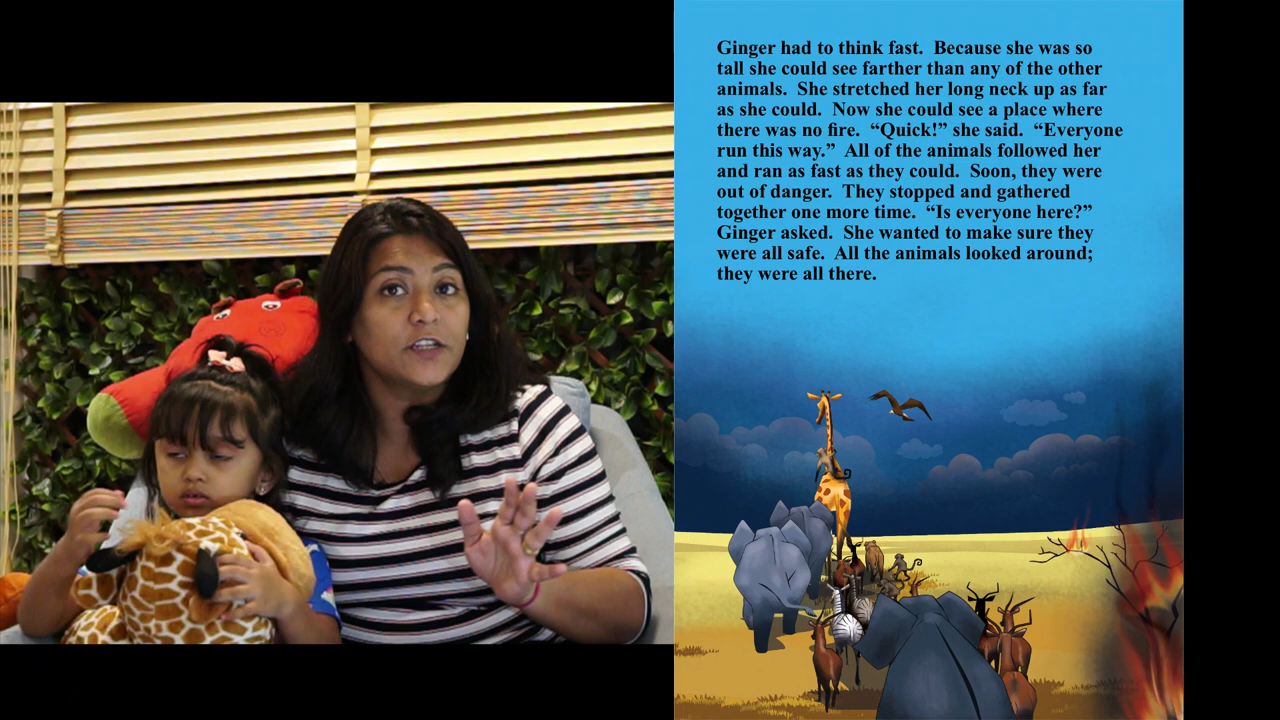 Ginger had to think fast.  Because she was so
tall she could see farther than any of the other
animals.  She stretched her long neck up as far
as she could.  Now she could see a place where
there was no fire.  “Quick!” she said.  “Everyone
run this way.”  All of the animals followed her
and ran as fast as they could.  Soon, they were
out of danger.  They stopped and gathered
together one more time.  “Is everyone here?”
Ginger asked.  She wanted to make sure they
were all safe.  All the animals looked around;
they were all there.